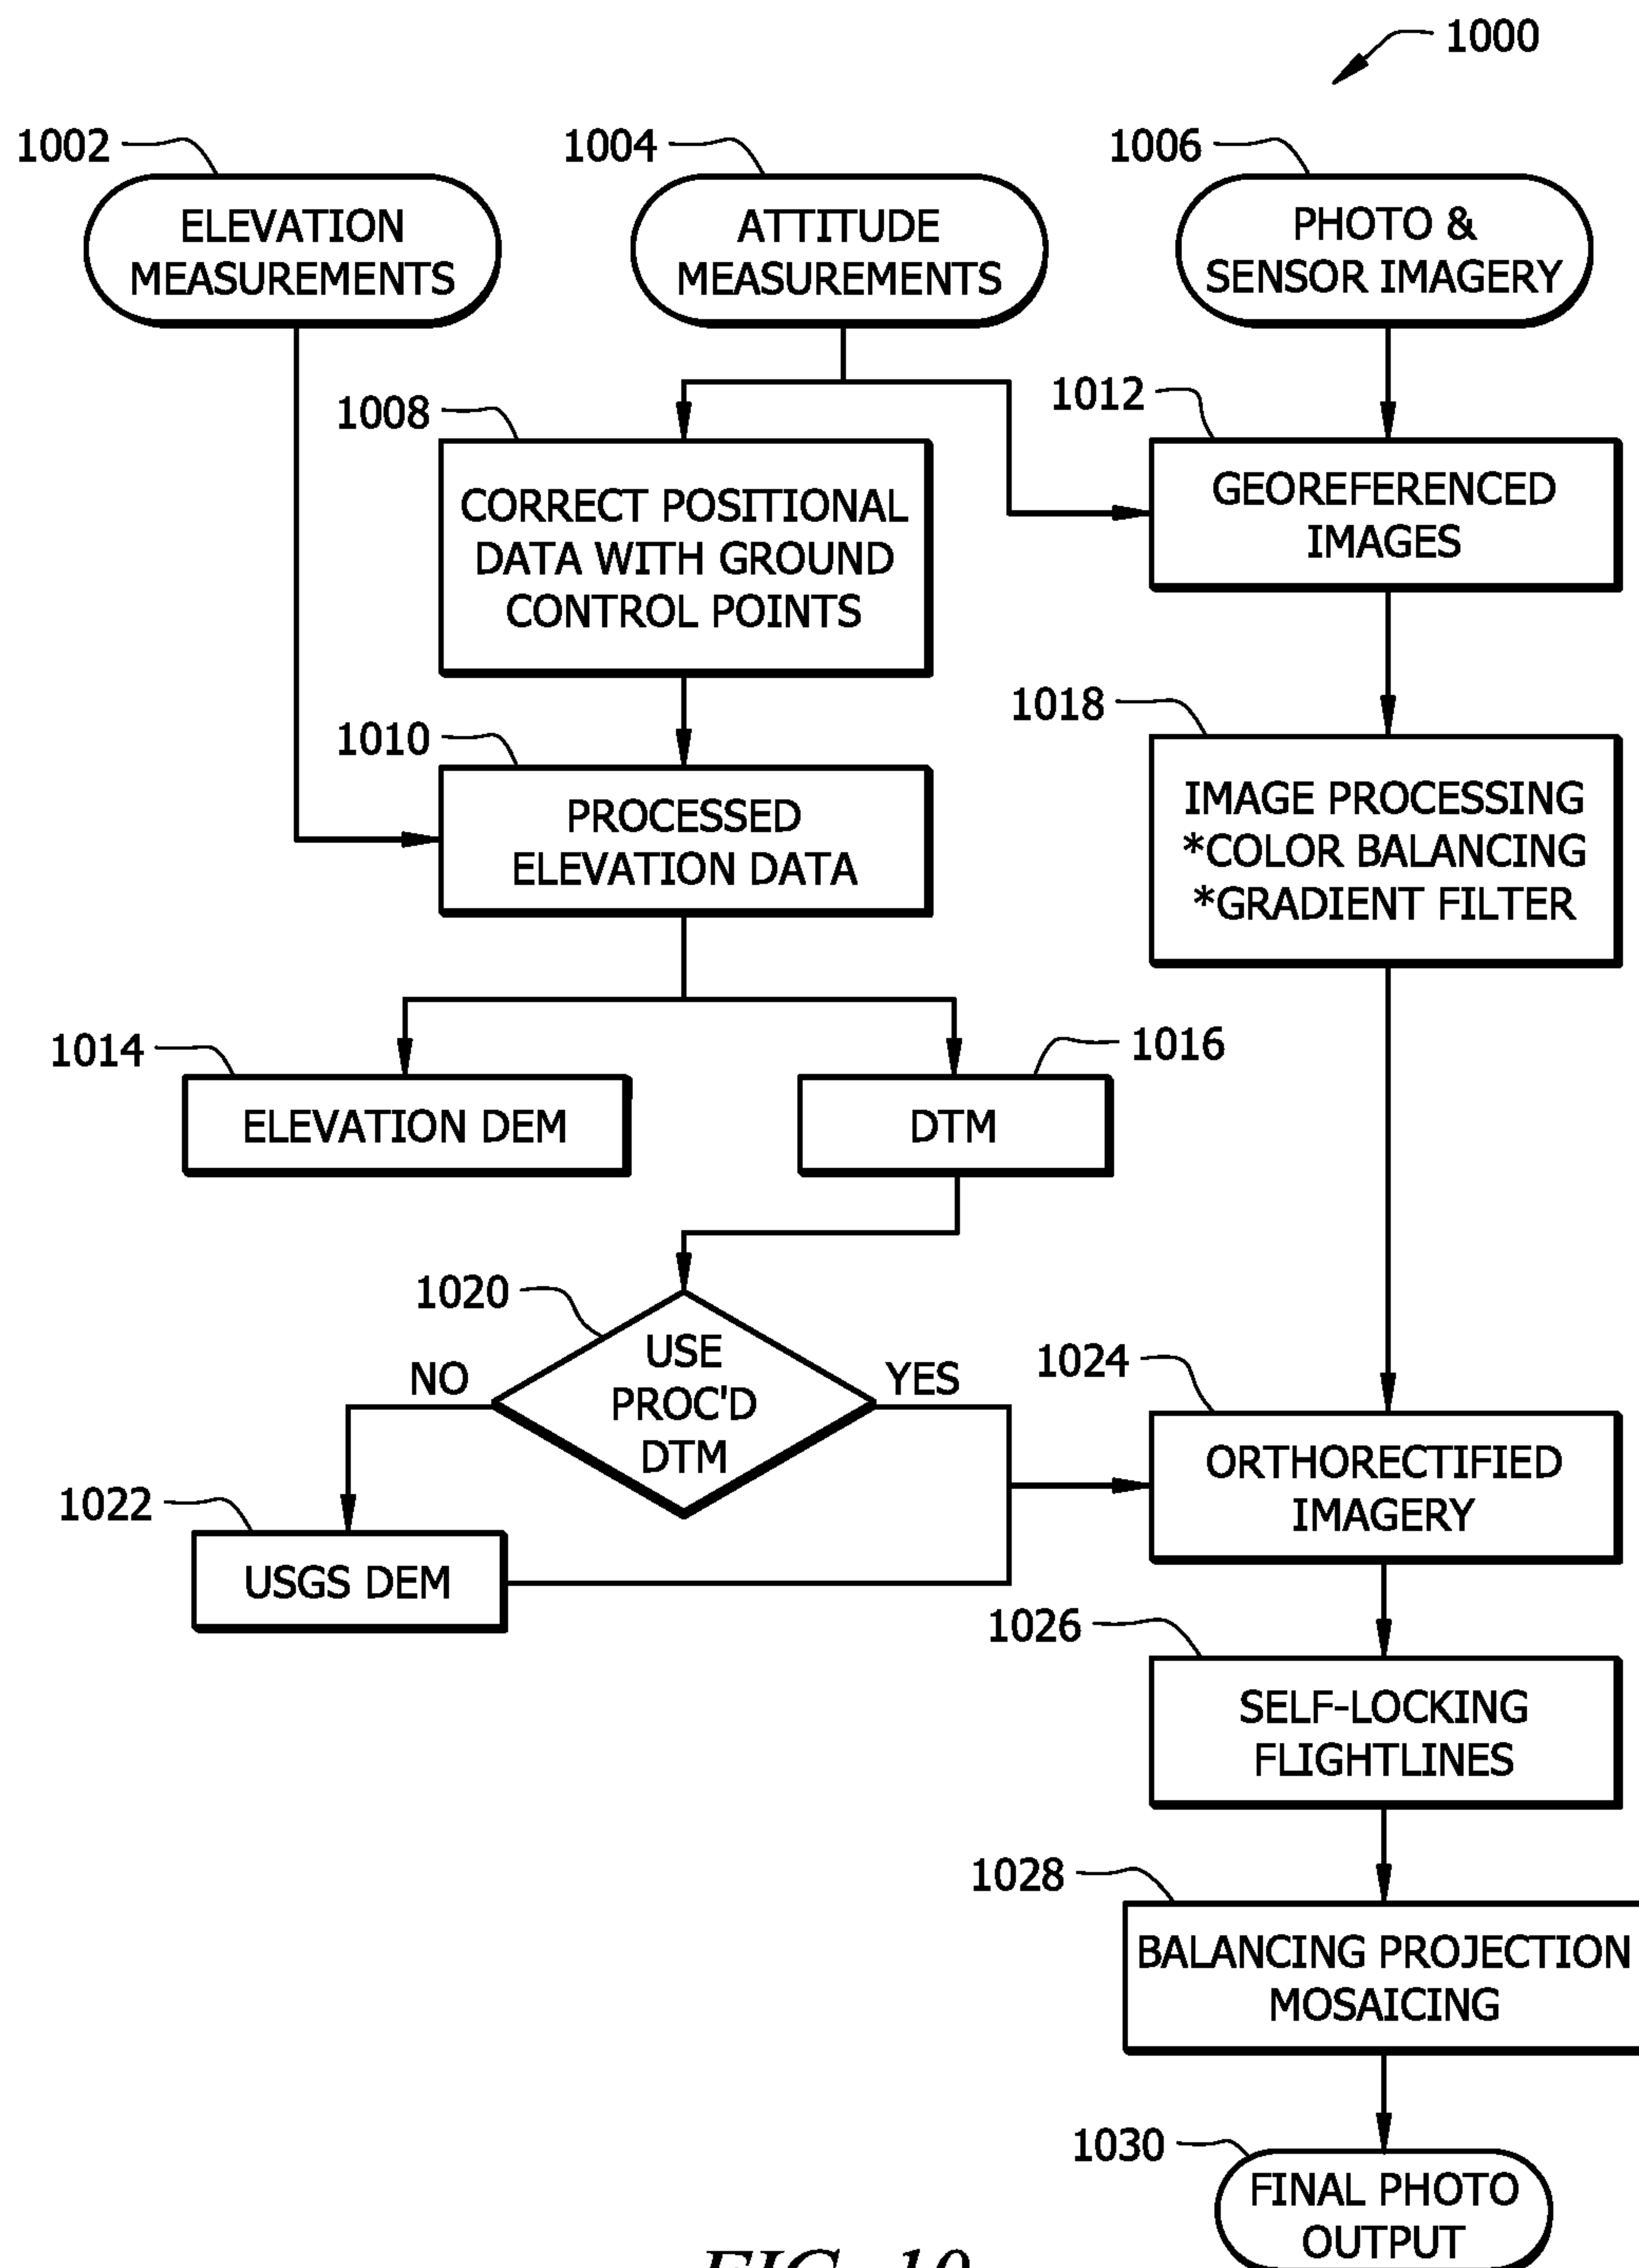 1000
1002
1004
1006
ELEVATION
MEASUREMENTS
ATTITUDE
MEASUREMENTS
PHOTO &
SENSOR IMAGERY
1008
1012
CORRECT POSITIONAL
DATA WITH GROUND
CONTROL POINTS
GEOREFERENCED
IMAGES
1010
1018
PROCESSED
ELEVATION DATA
IMAGE PROCESSING
*COLOR BALANCING
*GRADIENT FILTER
1014
1016
ELEVATION DEM
DTM
1020
NO
USE
PROC'D
DTM
YES
1024
ORTHORECTIFIED
IMAGERY
1022
USGS DEM
1026
SELF-LOCKING
FLIGHTLINES
1028
BALANCING PROJECTION
MOSAICING
1030
FINAL PHOTO
OUTPUT
FIG. 10